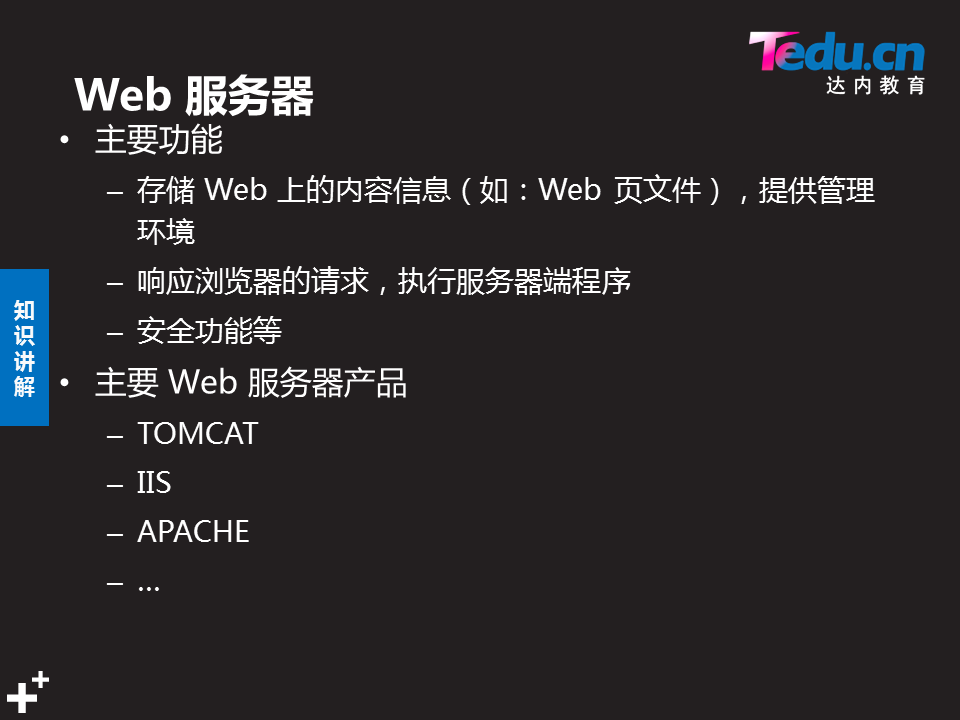 Tedu.cn
达内教育
Web 服务器
• 主要功能
– 存储 Web 上的内容信息（如：Web 页文件），提供管理
环境
– 响应浏览器的请求，执行服务器端程序
– 安全功能等
知识讲解
• 主要 Web 服务器产品
– TOMCAT
– IIS
– APACHE
– …